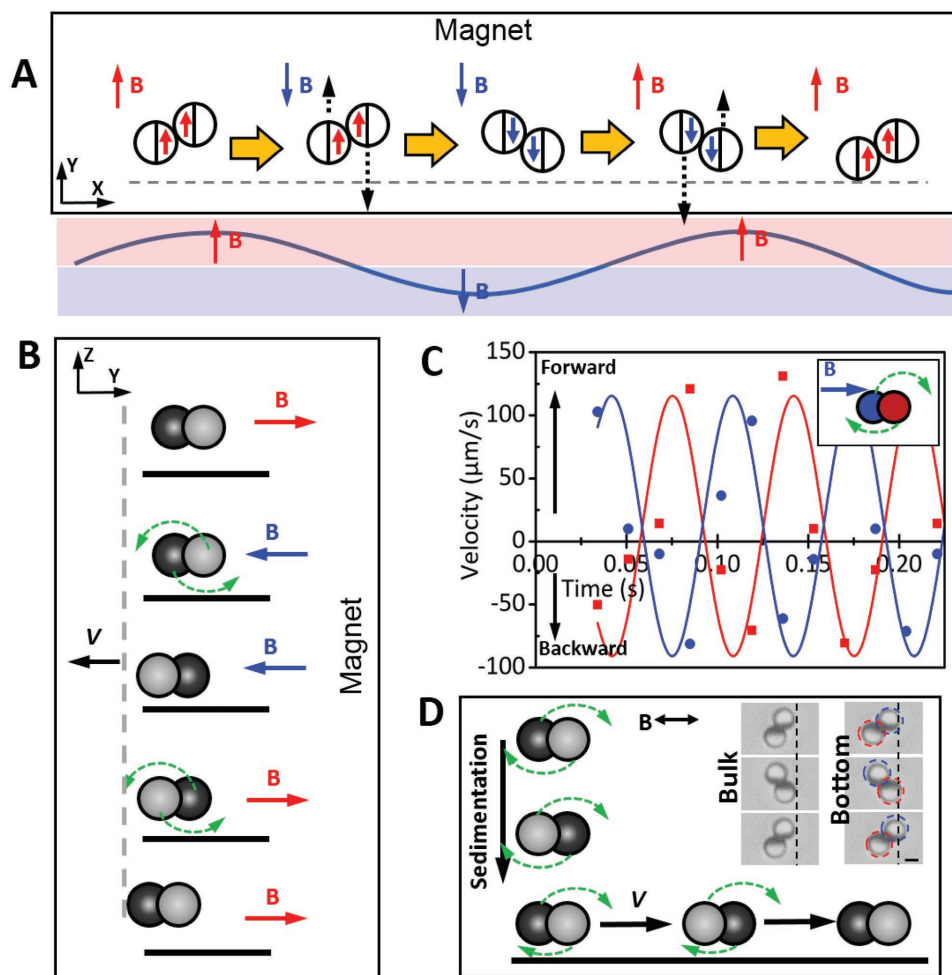 Magnet
A
B
B
B
B
B
Y
X
B
B
B
B
Z
Y
B
B
V
B
B
B
Magnet
C
150
100
50
0
-50
-100
Velocity (μm/s)
Forward
Backward
0.00
0.05
0.10
0.15
0.20
Time (s)
B
D
Sedimentation
B
Bulk
Bottom
V